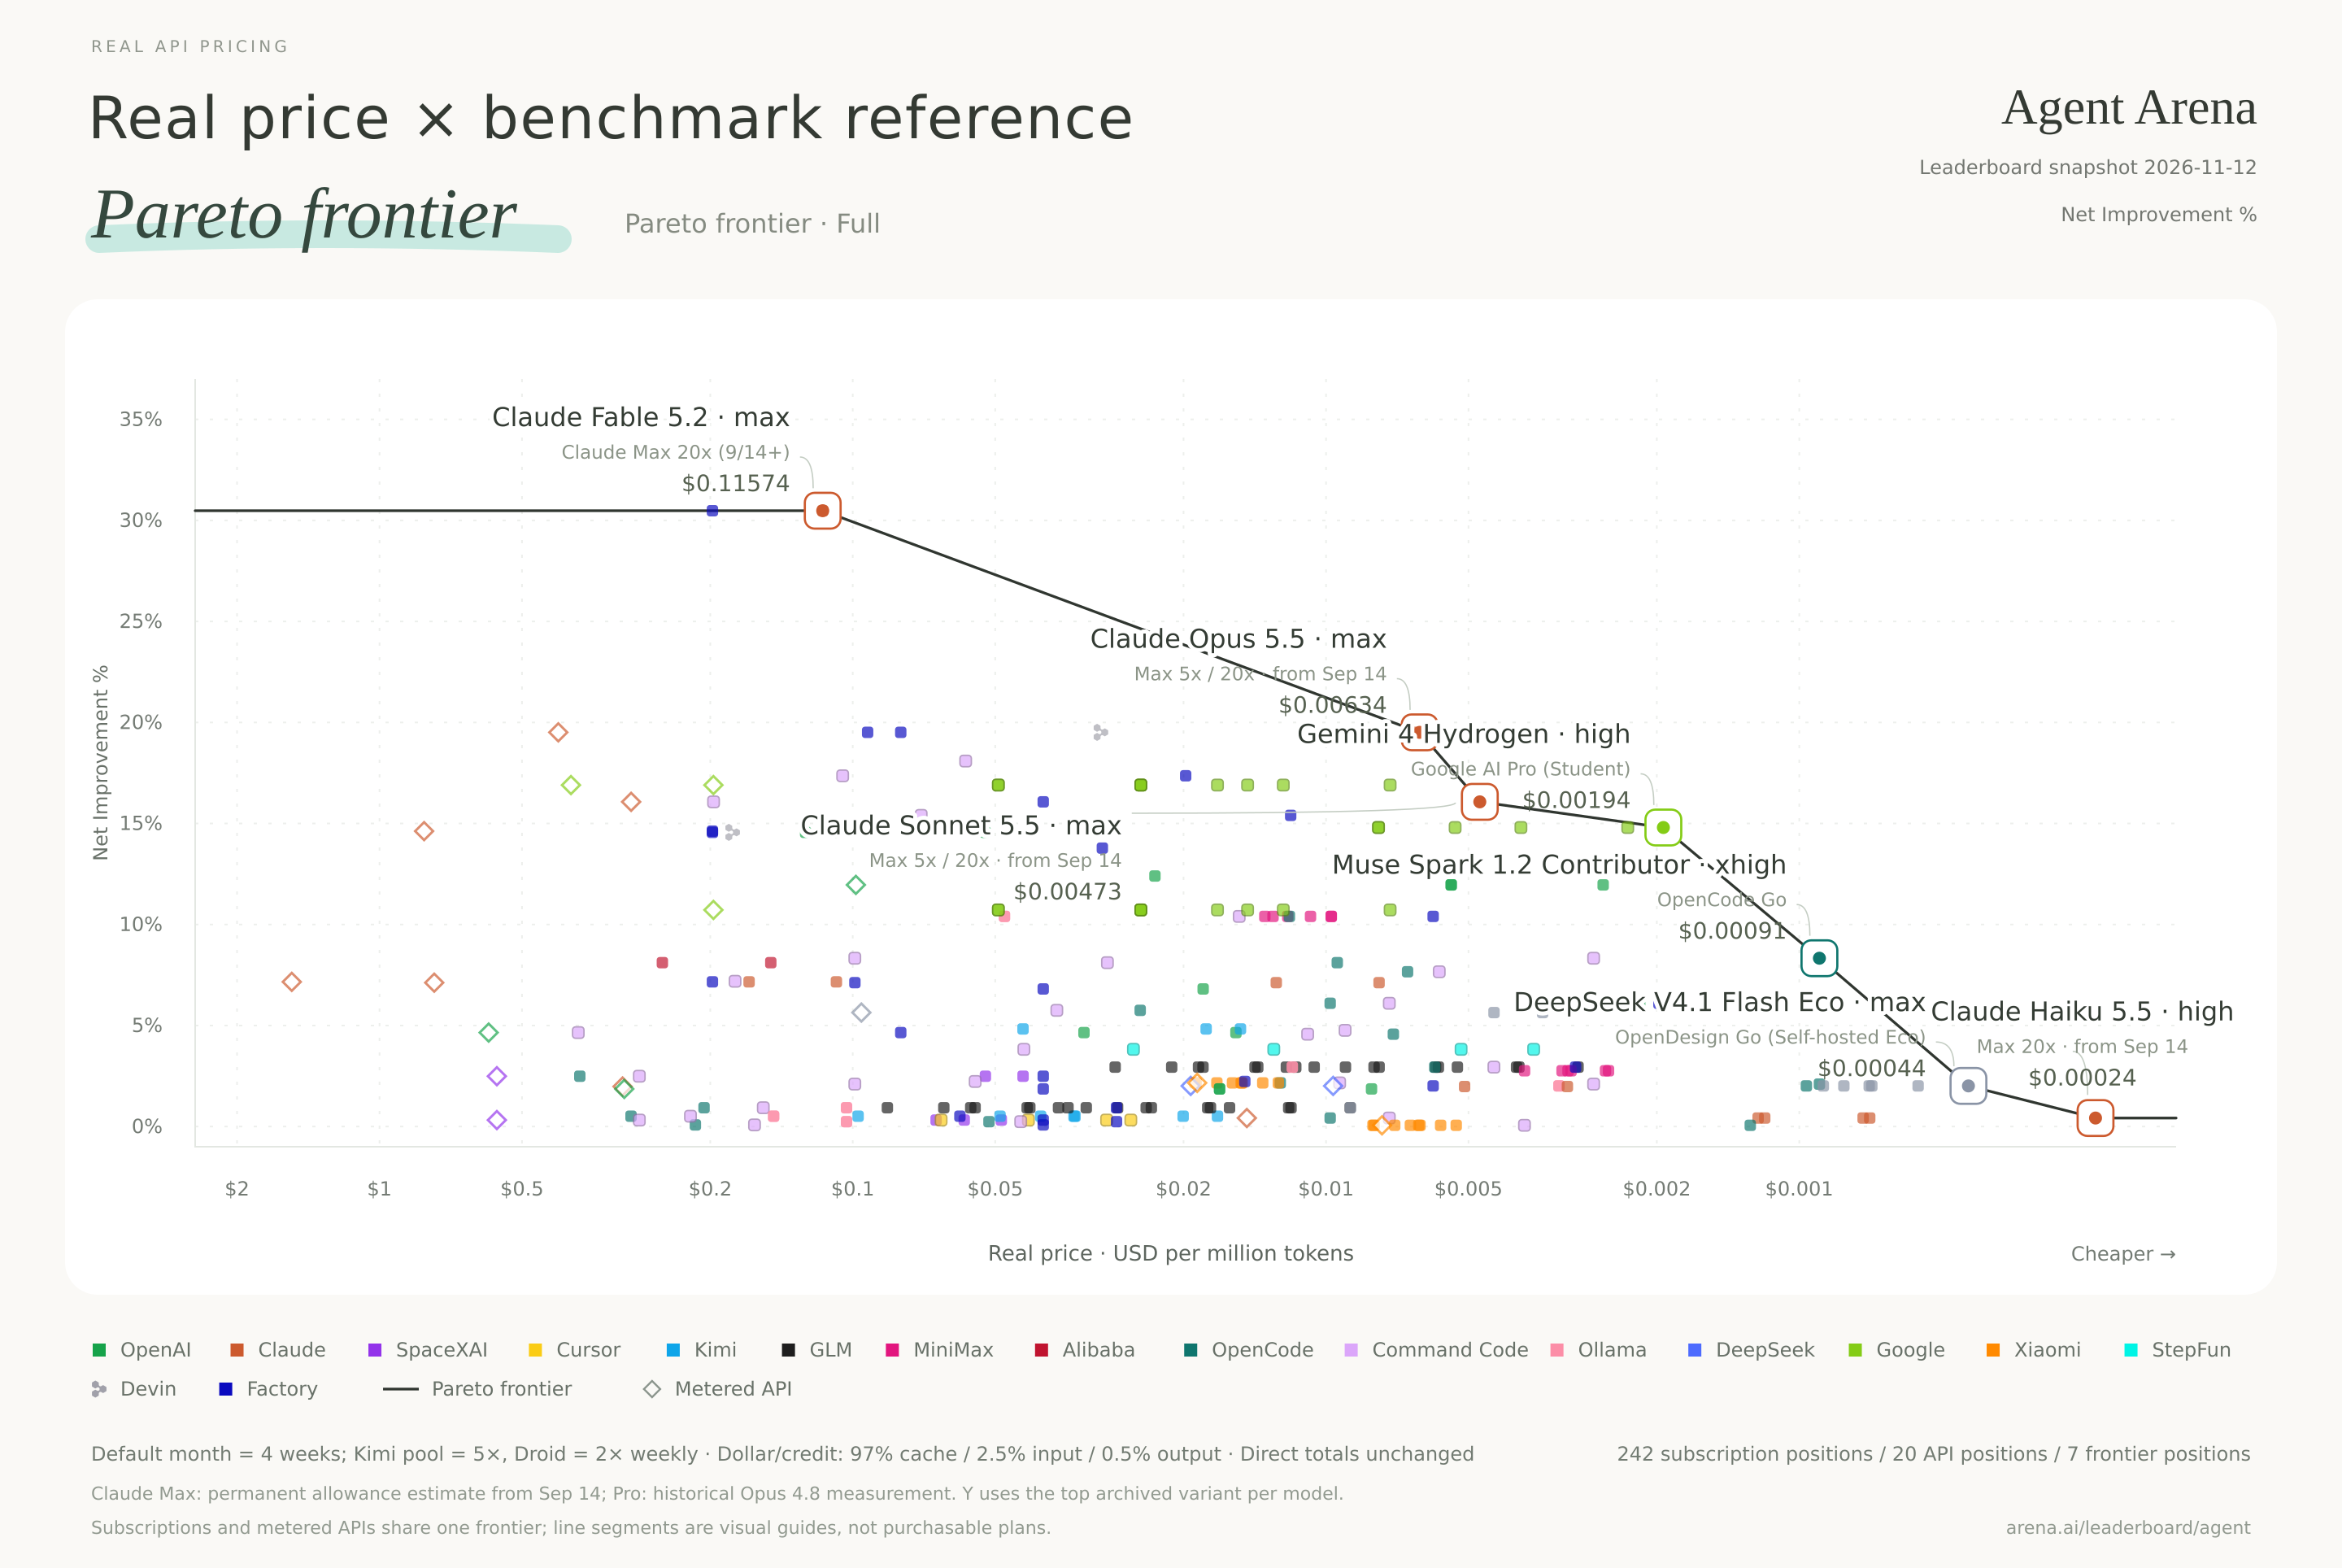 REAL API PRICING
Real price × benchmark reference
Agent Arena
Leaderboard snapshot 2026-11-12
Pareto frontier
Pareto frontier · Full
Net Improvement %
Net Improvement %
35%
30%
25%
20%
15%
10%
5%
0%
Claude Fable 5.2 · max
Claude Max 20x (9/14+)
$0.11574
Claude Opus 5.5 · max
Max 5x / 20x · from Sep 14
$0.00634
Gemini 4 Hydrogen · high
Google AI Pro (Student)
$0.00194
Claude Sonnet 5.5 · max
Max 5x / 20x · from Sep 14
$0.00473
Muse Spark 1.2 Contributor · xhigh
OpenCode Go
$0.00091
DeepSeek V4.1 Flash Eco · max
OpenDesign Go (Self-hosted Eco)
$0.00044
Claude Haiku 5.5 · high
Max 20x · from Sep 14
$0.00024
$2 $1 $0.5 $0.2 $0.1 $0.05 $0.02 $0.01 $0.005 $0.002 $0.001
Real price · USD per million tokens
Cheaper →
OpenAI Claude SpaceXAI Cursor Kimi GLM MiniMax Alibaba OpenCode Command Code Ollama DeepSeek Google Xiaomi StepFun
Devin Factory Pareto frontier Metered API
Default month = 4 weeks; Kimi pool = 5×, Droid = 2× weekly · Dollar/credit: 97% cache / 2.5% input / 0.5% output · Direct totals unchanged
242 subscription positions / 20 API positions / 7 frontier positions
Claude Max: permanent allowance estimate from Sep 14; Pro: historical Opus 4.8 measurement. Y uses the top archived variant per model.
Subscriptions and metered APIs share one frontier; line segments are visual guides, not purchasable plans.
arena.ai/leaderboard/agent